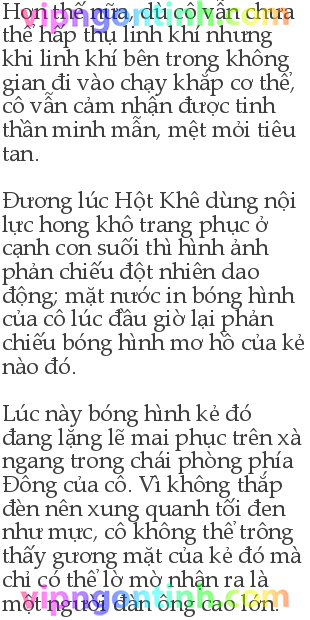 Hơn thế nữa, dù cô vẫn chưa
thể hấp thụ linh khí nhưng
khi linh khí bên trong không
gian đi vào chạy khắp cơ thể,
cô vẫn cảm nhận được tinh
thần minh mẫn, mệt mỏi tiêu
tan.
Đương lúc Hột Khê dùng nội
lực hong khô trang phục ở
cạnh con suối thì hình ảnh
phản chiếu đột nhiên dao
động; mặt nước in bóng hình
của cô lúc đầu giờ lại phản
chiếu bóng hình mơ hồ của kẻ
nào đó.
Lúc này bóng hình kẻ đó
đang lặng lẽ mai phục trên xà
ngang trong chái phòng phía
Đông của cô. Vì không thắp
đèn nên xung quanh tối đen
như mực, cô không thể trông
thấy gương mặt của kẻ đó mà
chỉ có thể lờ mờ nhận ra là
một người đàn ông cao lớn.
vipngontinh.com
vipngontinh.com